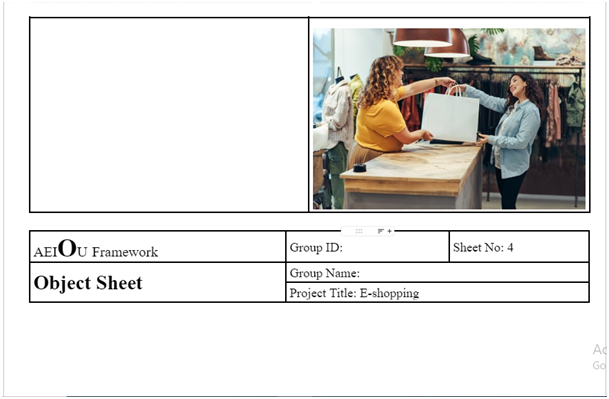 AEIOU Framework
Group ID:
Sheet No: 4
Object Sheet
Group Name:
Project Title: E-shopping